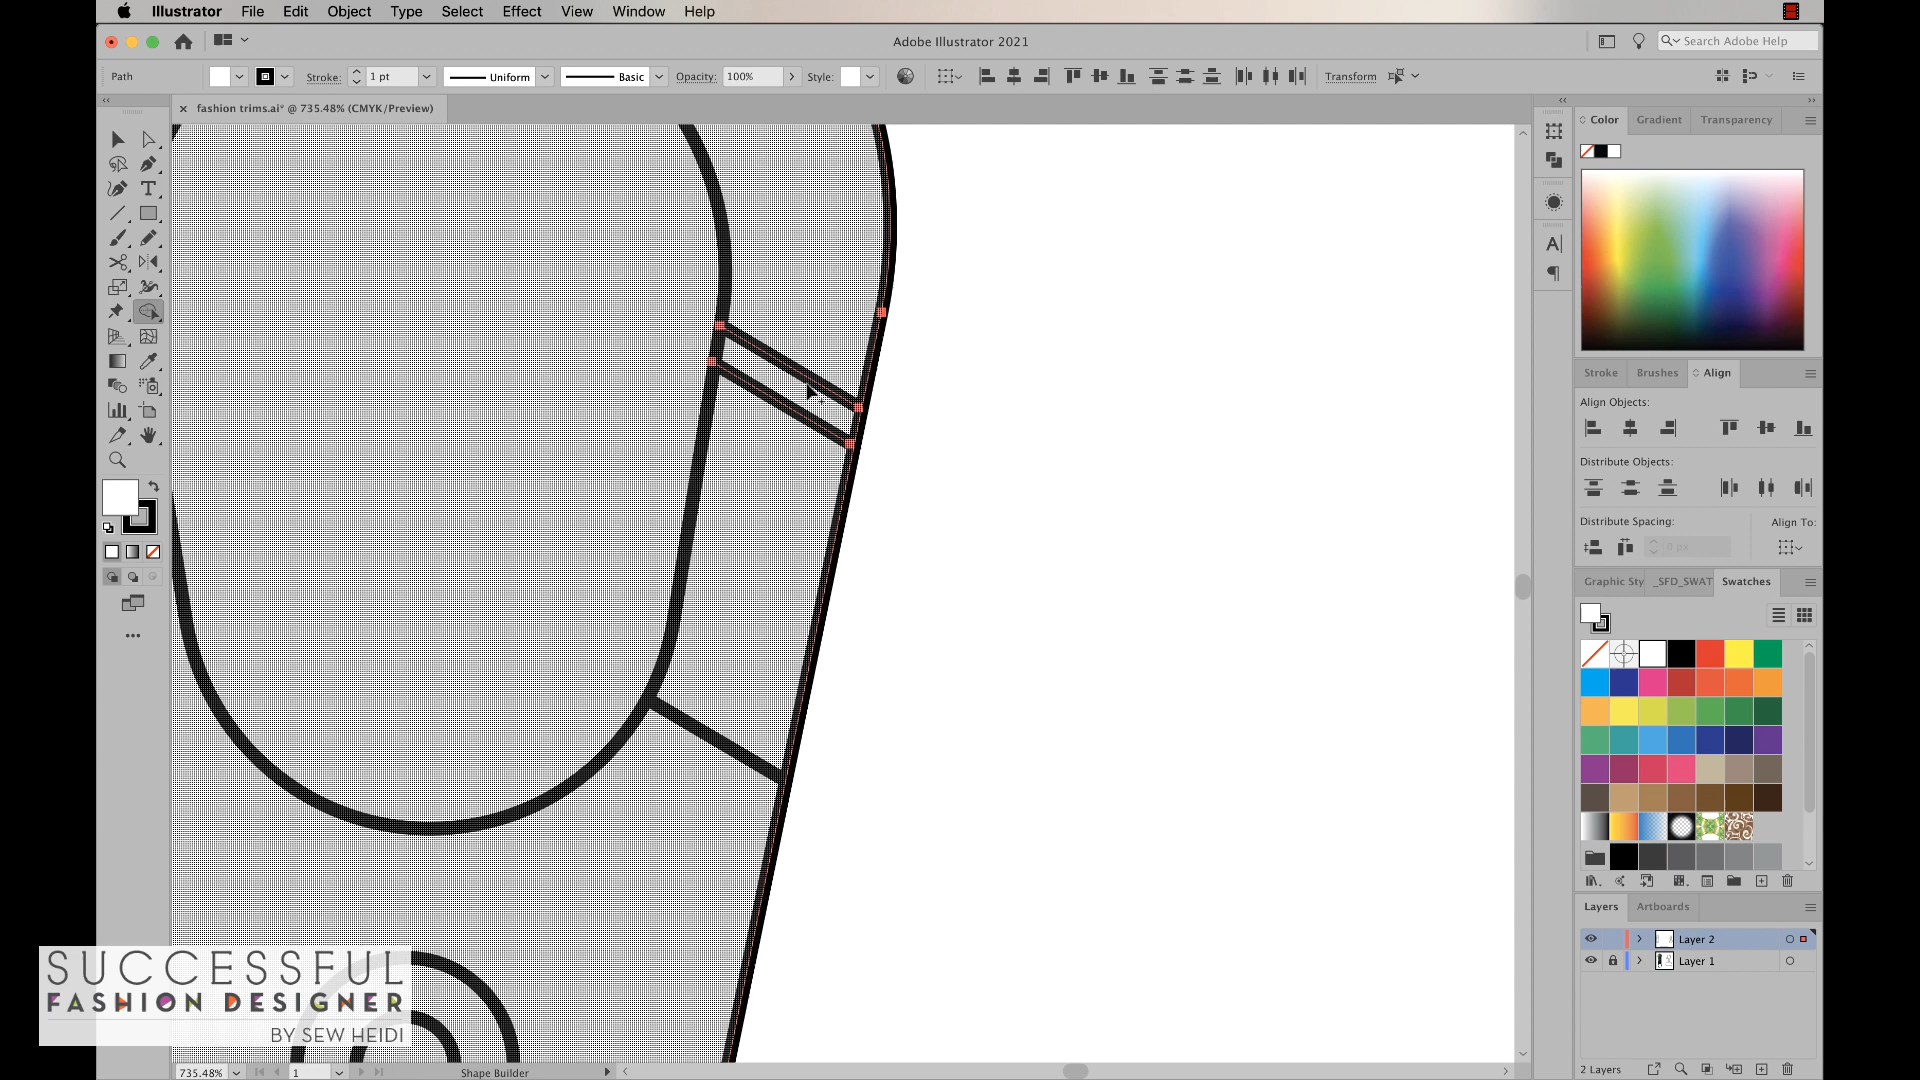 Illustrator File Edit Object Type Select Effect View Window Help
Adobe Illustrator 2021
Search Adobe Help
Path
Stroke: 1 pt
Uniform
Basic
Opacity: 100%
Style:
Transform
fashion trims.ai* @ 735.48% (CMYK/Preview)
Color Gradient Transparency
Stroke Brushes Align
Align Objects:
Distribute Objects:
Distribute Spacing: Align To:
0 px
Graphic Sty _SFD_SWAT Swatches
Layers Artboards
Layer 2
Layer 1
2 Layers
SUCCESSFUL
FASHION DESIGNER
BY SEW HEIDI
735.48% 1 Shape Builder